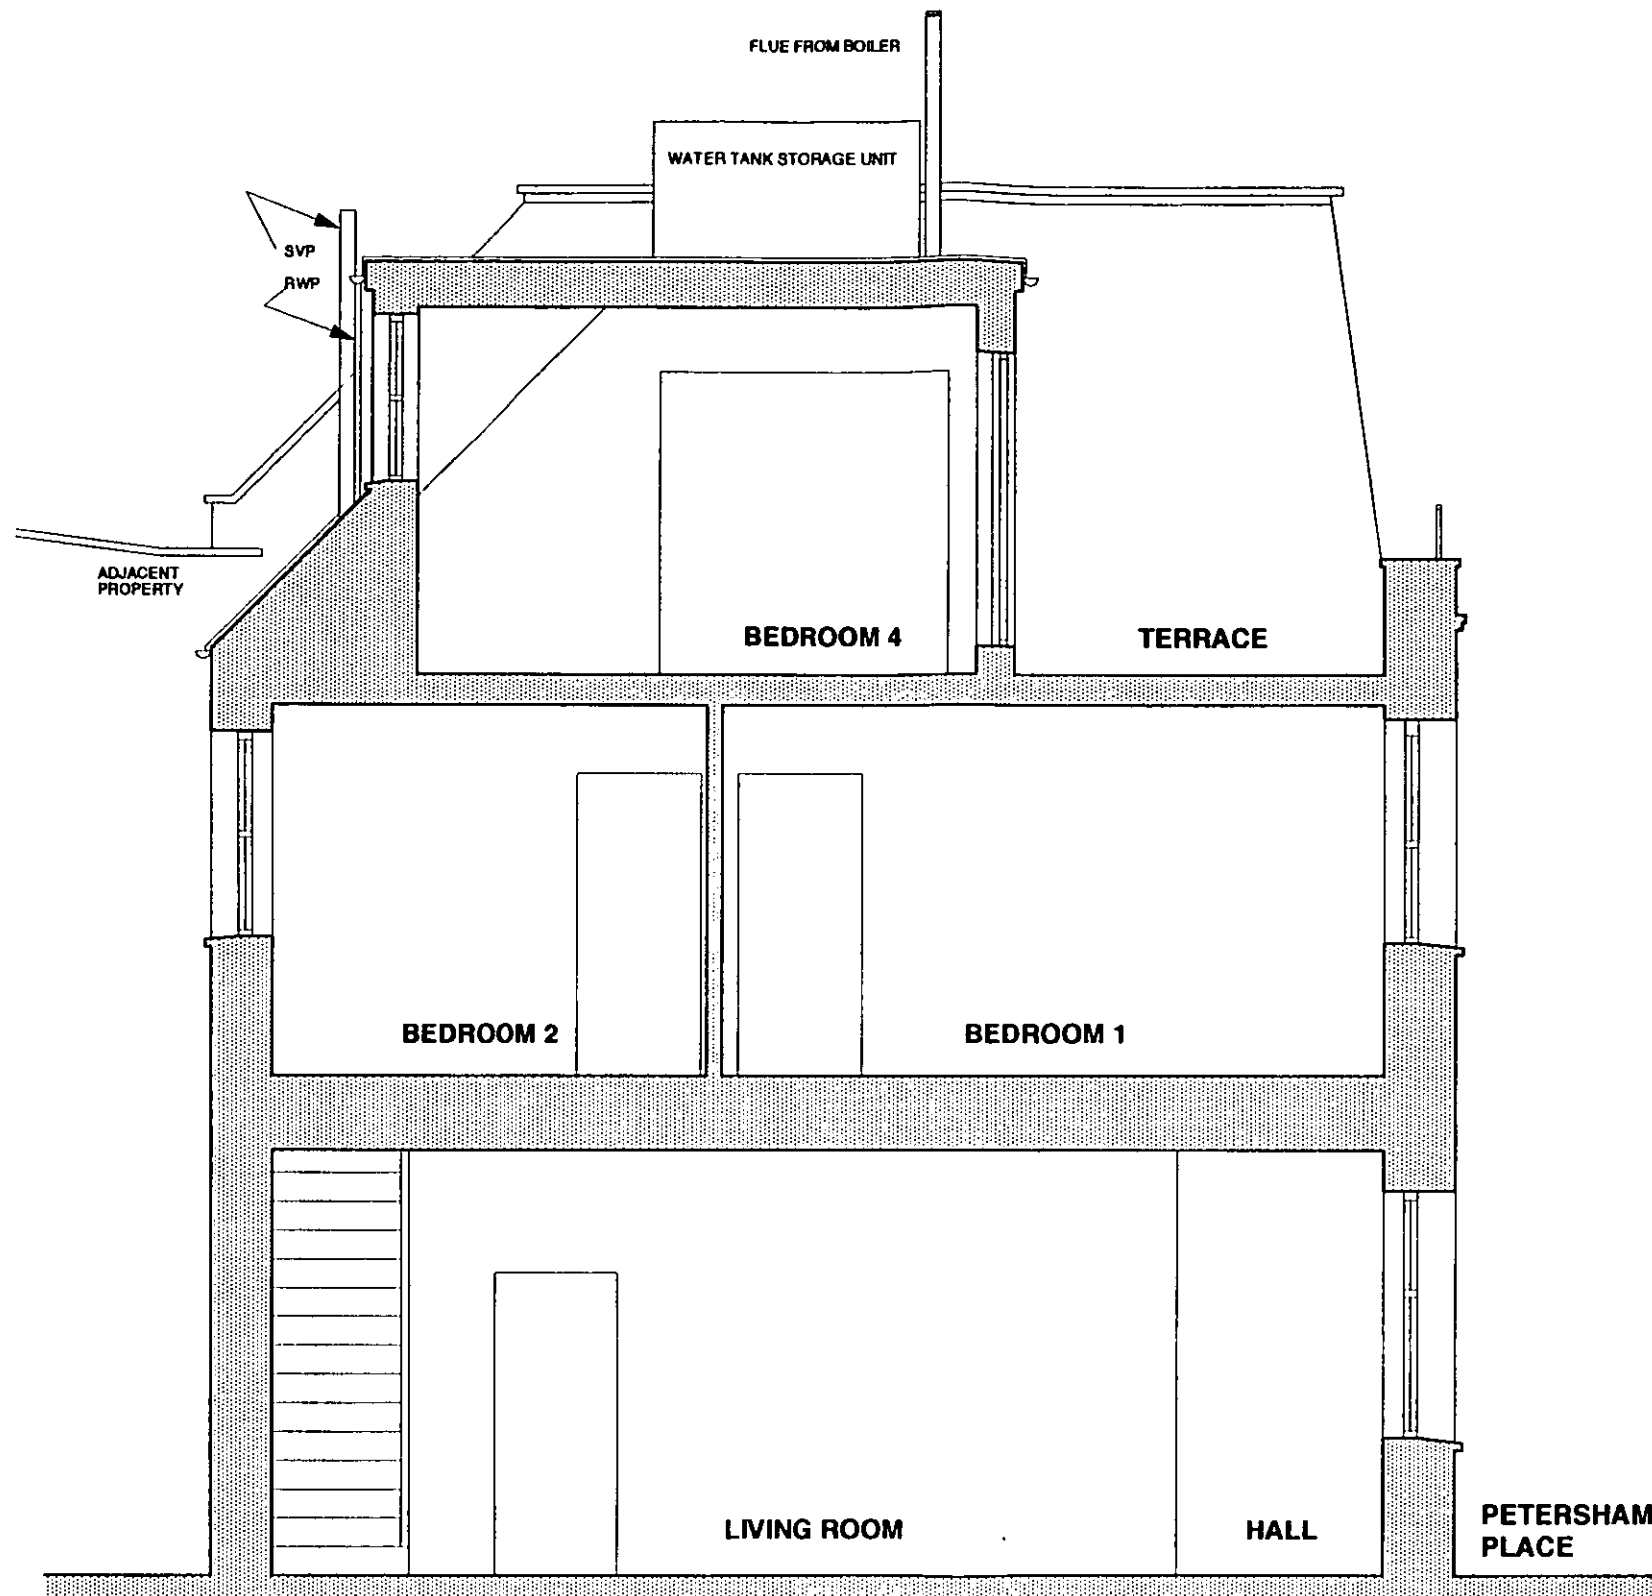 FLUE FROM BOILER
WATER TANK STORAGE UNIT
SVP
RWP
ADJACENT
PROPERTY
BEDROOM 4
TERRACE
BEDROOM 2
BEDROOM 1
LIVING ROOM
HALL
PETERSHAM
PLACE